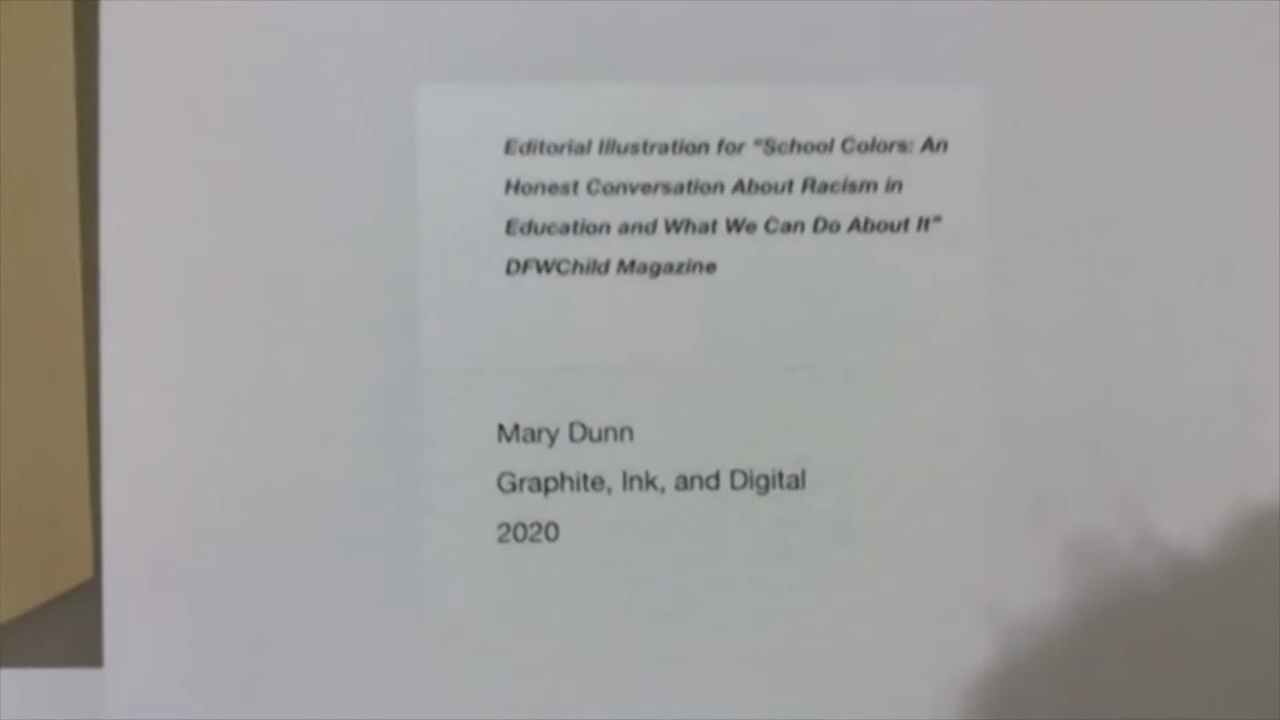 Editorial Illustration for "School Colors: An
Honest Conversation About Racism in
Education and What We Can Do About It"
DFWChild Magazine
Mary Dunn
Graphite, Ink, and Digital
2020